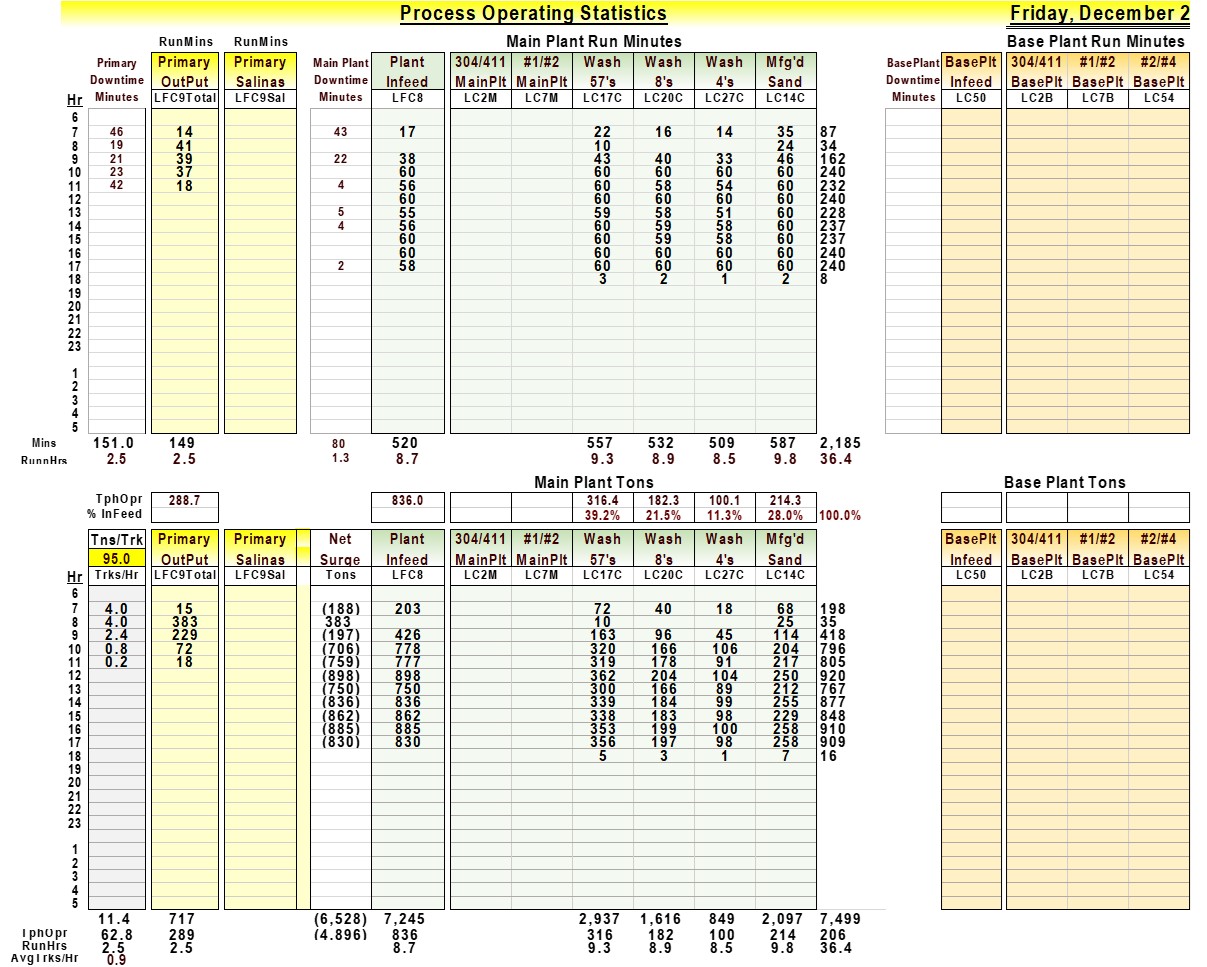 Process Operating Statistics Friday, December 2
RunMins RunMins Main Plant Run Minutes Base Plant Run Minutes
Primary Primary Primary Main Plant Plant 304/411 #1/#2 Wash Wash Wash Mfg'd BasePlant BasePlt 304/411 #1/#2 #2/#4
Downtime OutPut Salinas Downtime Infeed MainPlt MainPlt 57's 8's 4's Sand Downtime Infeed BasePlt BasePlt BasePlt
Hr Minutes LFC9Total LFC9Sal Minutes LFC8 LC2M LC7M LC17C LC20C LC27C LC14C Minutes LC50 LC2B LC7B LC54
6
7 46 14 43 17 22 16 14 35 87
8 19 41 10 24 34
9 21 39 22 38 43 40 33 46 162
10 23 37 60 60 60 60 60 240
11 42 18 4 56 60 58 54 60 232
12 60 60 60 60 60 240
13 5 55 59 58 51 60 228
14 4 56 60 59 58 60 237
15 60 60 59 58 60 237
16 60 60 60 60 60 240
17 2 58 60 60 60 60 240
18 3 2 1 2 8
19
20
21
22
23
1
2
3
4
5
Mins 151.0 149 80 520 557 532 509 587 2,185
RunnHrs 2.5 2.5 1.3 8.7 9.3 8.9 8.5 9.8 36.4
Main Plant Tons Base Plant Tons
TphOpr 288.7 836.0 316.4 182.3 100.1 214.3
% InFeed 39.2% 21.5% 11.3% 28.0% 100.0%
Tns/Trk Primary Primary Net Plant 304/411 #1/#2 Wash Wash Wash Mfg'd BasePlt 304/411 #1/#2 #2/#4
95.0 OutPut Salinas Surge Infeed MainPlt MainPlt 57's 8's 4's Sand Infeed BasePlt BasePlt BasePlt
Hr Trks/Hr LFC9Total LFC9Sal Tons LFC8 LC2M LC7M LC17C LC20C LC27C LC14C LC50 LC2B LC7B LC54
6
7 4.0 15 (188) 203 72 40 18 68 198
8 4.0 383 383 10 25 35
9 2.4 229 (197) 426 163 96 45 114 418
10 0.8 72 (706) 778 320 166 106 204 796
11 0.2 18 (759) 777 319 178 91 217 805
12 (898) 898 362 204 104 250 920
13 (750) 750 300 166 89 212 767
14 (836) 836 339 184 99 255 877
15 (862) 862 338 183 98 229 848
16 (885) 885 353 199 100 258 910
17 (830) 830 356 197 98 258 909
18 5 3 1 7 16
19
20
21
22
23
1
2
3
4
5
11.4 717 (6,528) 7,245 2,937 1,616 849 2,097 7,499
TphOpr 62.8 289 (4,896) 836 316 182 100 214 206
RunHrs 2.5 2.5 8.7 9.3 8.9 8.5 9.8 36.4
AvgTrks/Hr 0.9